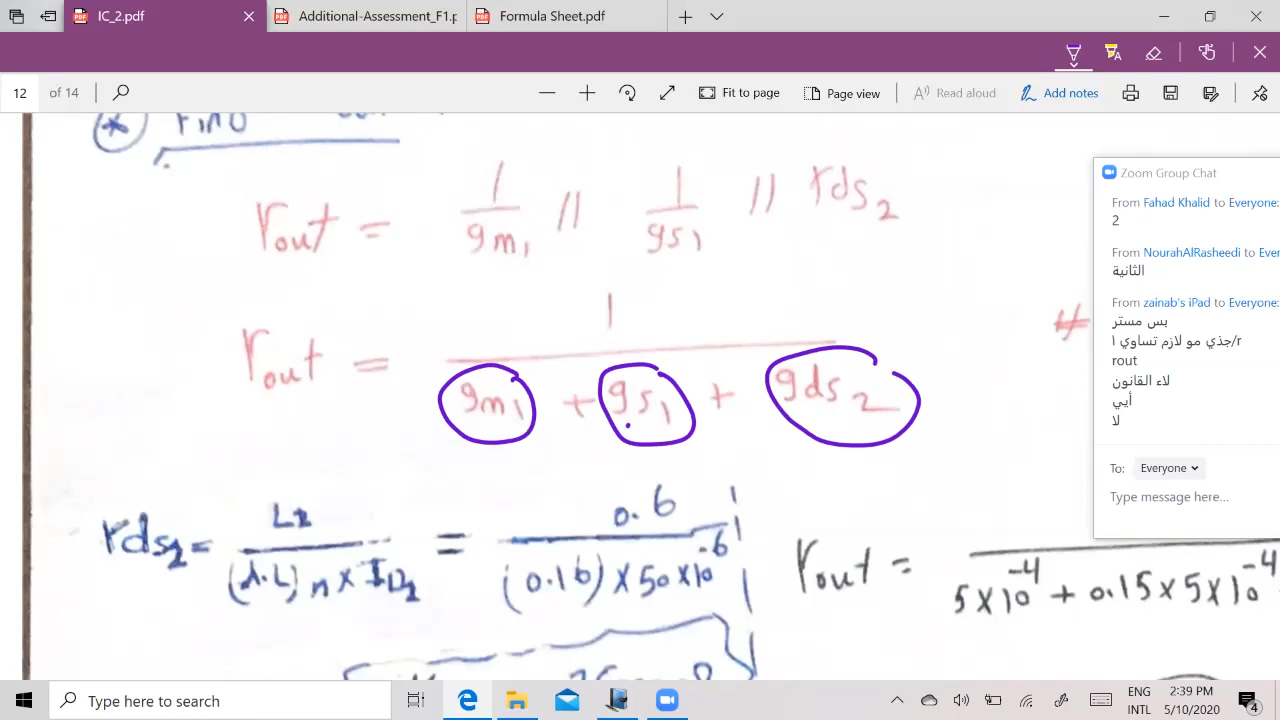 IC_2.pdf
Additional-Assessment_F1.p
Formula Sheet.pdf
12 of 14
Fit to page
Page view
Read aloud
Add notes
Find
rout = 1/gm1 // 1/gs1 // rds2
rout = 1/(gm1 + gs1 + gds2)
#
rds2 = L2/((λ.L)n × ID2) = 0.6/((0.16) × 50 × 10^-6)
rout =
5×10^-4 + 0.15 × 5×10^-4
Zoom Group Chat
From Fahad Khalid to Everyone:
2
From NourahAlRasheedi to Ever
الثانية
From zainab's iPad to Everyone:
بس مستر
جذي مو لازم تساوي ١/r
rout
لاء القانون
أيي
لا
To: Everyone
Type message here...
Type here to search
ENG
INTL
2:39 PM
5/10/2020
4